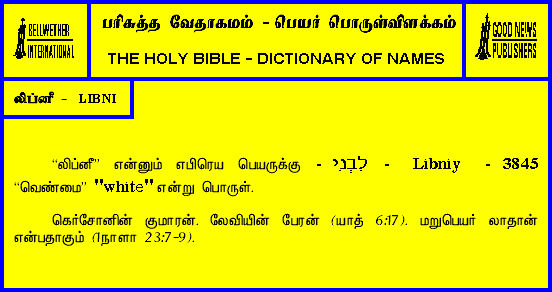 BELLWETHER
INTERNATIONAL
பரிசுத்த வேதாகமம் - பெயர் பொருள்விளக்கம்
THE HOLY BIBLE - DICTIONARY OF NAMES
GOOD NEWS
PUBLISHERS
லிப்னீ - LIBNI
“லிப்னீ” என்னும் எபிரெய பெயருக்கு - לִבְנִי - Libniy - 3845
“வெண்மை” "white" என்று பொருள்.
கெர்சோனின் குமாரன். லேவியின் பேரன் (யாத் 6:17). மறுபெயர் லாதான்
என்பதாகும் (1நாளா 23:7-9).